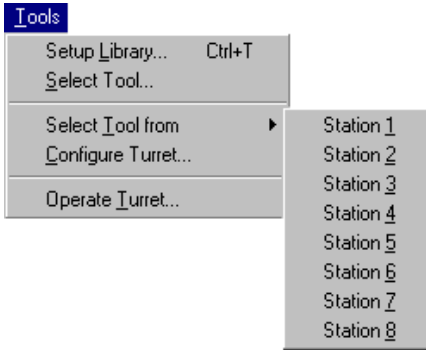 Tools
Setup Library... Ctrl+T
Select Tool...
Select Tool from
Configure Turret...
Operate Turret...
Station 1
Station 2
Station 3
Station 4
Station 5
Station 6
Station 7
Station 8